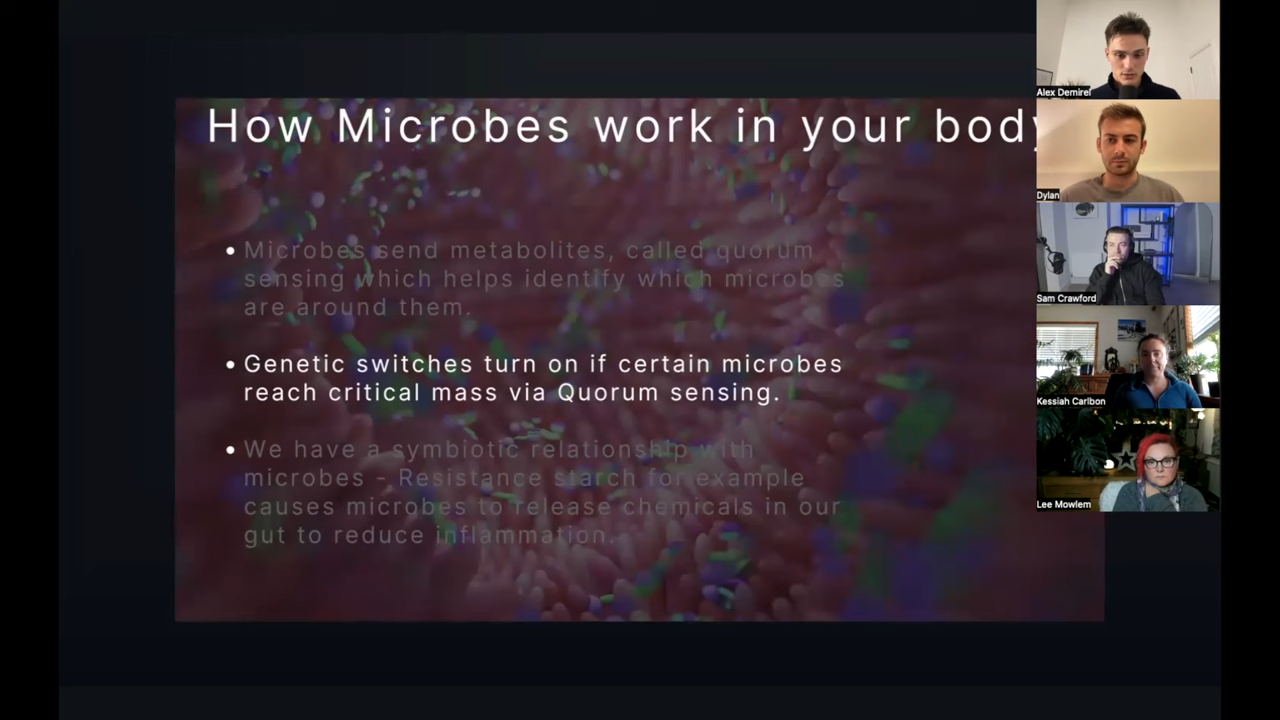 How Microbes work in your body
• Microbes send metabolites, called quorum
sensing which helps identify which microbes
are around them.
• Genetic switches turn on if certain microbes
reach critical mass via Quorum sensing.
• We have a symbiotic relationship with
microbes - Resistance starch for example
causes microbes to release chemicals in our
gut to reduce inflammation.
Alex Demirel
Dylan
Sam Crawford
Kessiah Carlbon
Lee Mowlem